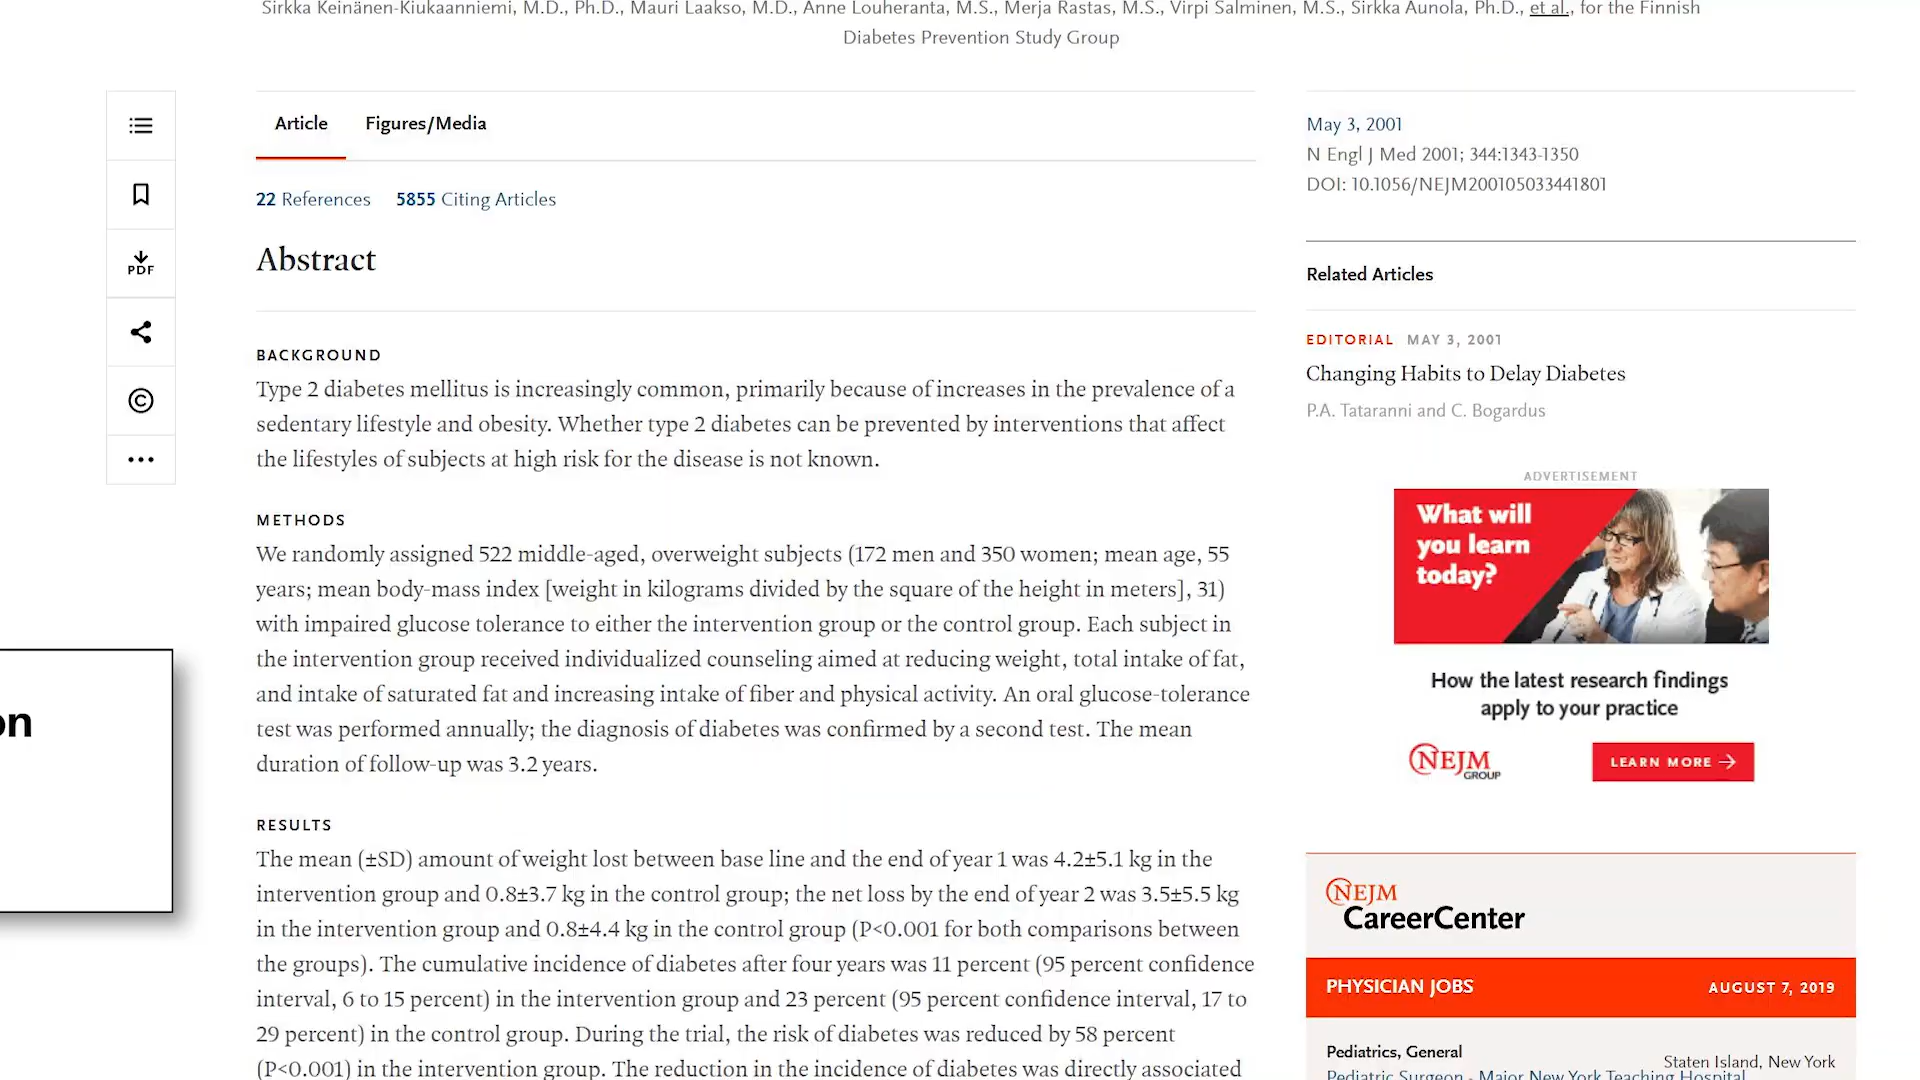 Sirkka Keinänen-Kiukaanniemi, M.D., Ph.D., Mauri Laakso, M.D., Anne Louheranta, M.S., Merja Rastas, M.S., Virpi Salminen, M.S., Sirkka Aunola, Ph.D., et al., for the Finnish
Diabetes Prevention Study Group
Article
Figures/Media
22 References
5855 Citing Articles
PDF
Abstract
BACKGROUND
Type 2 diabetes mellitus is increasingly common, primarily because of increases in the prevalence of a
sedentary lifestyle and obesity. Whether type 2 diabetes can be prevented by interventions that affect
the lifestyles of subjects at high risk for the disease is not known.
METHODS
We randomly assigned 522 middle-aged, overweight subjects (172 men and 350 women; mean age, 55
years; mean body-mass index [weight in kilograms divided by the square of the height in meters], 31)
with impaired glucose tolerance to either the intervention group or the control group. Each subject in
the intervention group received individualized counseling aimed at reducing weight, total intake of fat,
and intake of saturated fat and increasing intake of fiber and physical activity. An oral glucose-tolerance
test was performed annually; the diagnosis of diabetes was confirmed by a second test. The mean
duration of follow-up was 3.2 years.
on
RESULTS
The mean (±SD) amount of weight lost between base line and the end of year 1 was 4.2±5.1 kg in the
intervention group and 0.8±3.7 kg in the control group; the net loss by the end of year 2 was 3.5±5.5 kg
in the intervention group and 0.8±4.4 kg in the control group (P<0.001 for both comparisons between
the groups). The cumulative incidence of diabetes after four years was 11 percent (95 percent confidence
interval, 6 to 15 percent) in the intervention group and 23 percent (95 percent confidence interval, 17 to
29 percent) in the control group. During the trial, the risk of diabetes was reduced by 58 percent
(P<0.001) in the intervention group. The reduction in the incidence of diabetes was directly associated
May 3, 2001
N Engl J Med 2001; 344:1343-1350
DOI: 10.1056/NEJM200105033441801
Related Articles
EDITORIAL MAY 3, 2001
Changing Habits to Delay Diabetes
P.A. Tataranni and C. Bogardus
ADVERTISEMENT
What will
you learn
today?
How the latest research findings
apply to your practice
NEJM
GROUP
LEARN MORE
NEJM
CareerCenter
PHYSICIAN JOBS
AUGUST 7, 2019
Pediatrics, General
Staten Island, New York
Pediatric Surgeon - Major New York Teaching Hospital